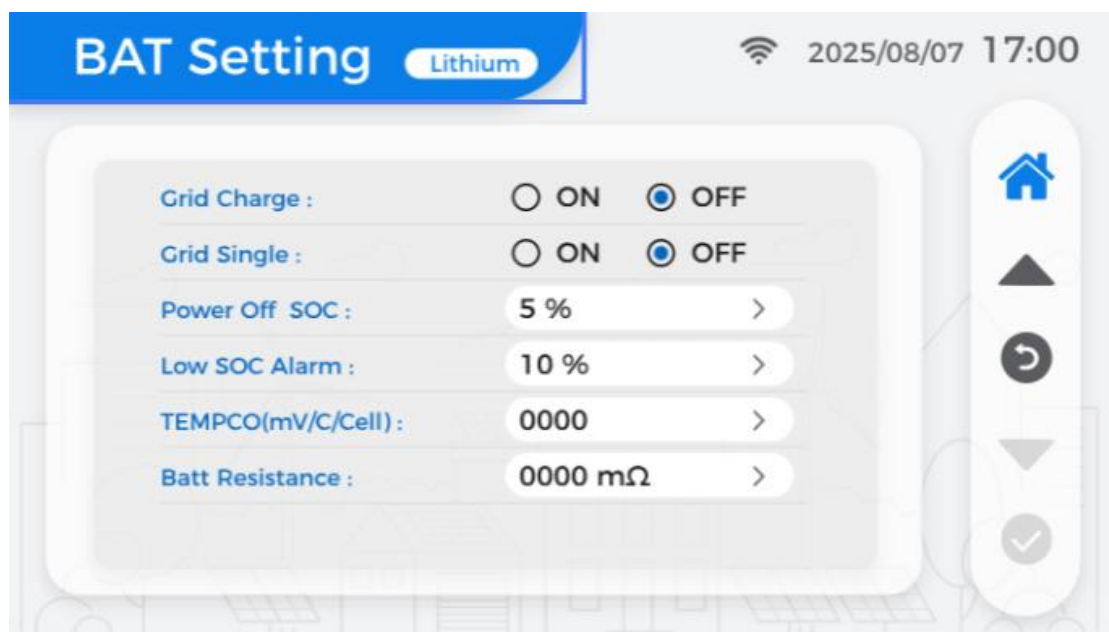 BAT Setting Lithium 2025/08/07 17:00
Grid Charge : ON OFF
Grid Single : ON OFF
Power Off SOC : 5 %
Low SOC Alarm : 10 %
TEMPCO(mV/C/Cell) : 0000
Batt Resistance : 0000 mΩ